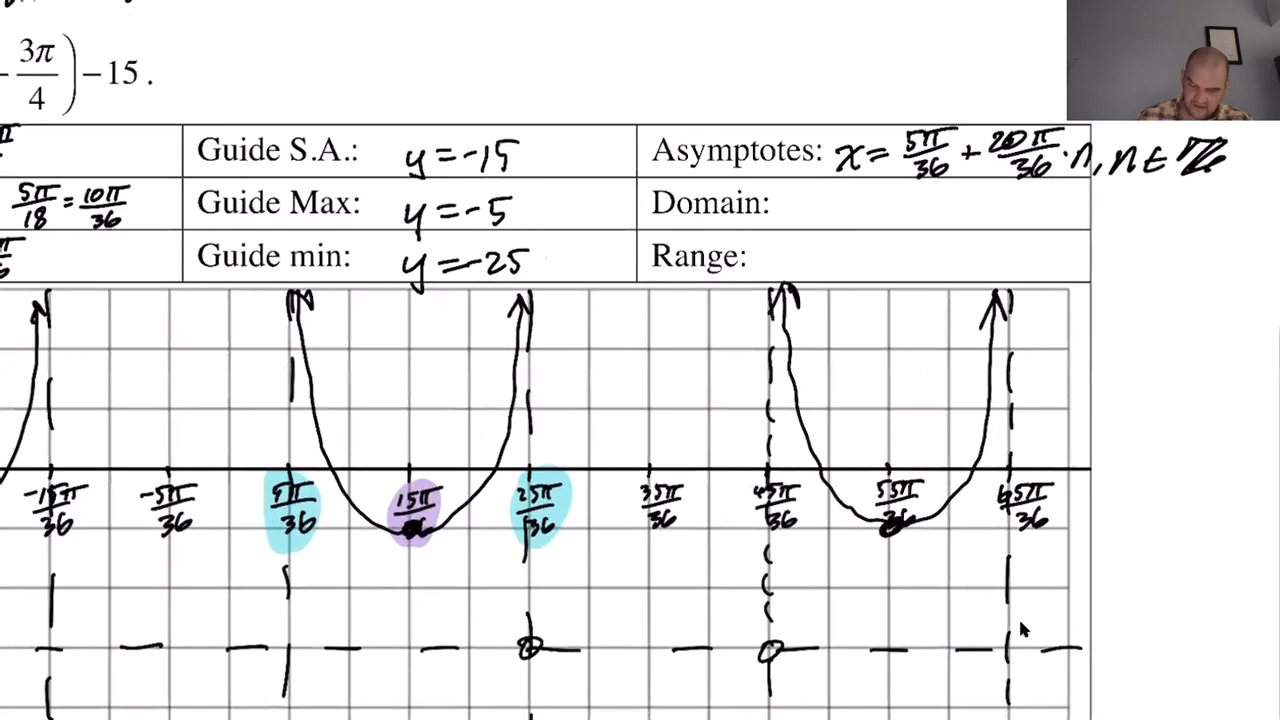 - 3π/4 ) - 15 .
Guide S.A.: y = -15
Asymptotes: x = 5π/36 + 20π/36 · n, n ∈ ℤ
5π/18 = 10π/36
Guide Max: y = -5
Domain:
Guide min: y = -25
Range:
-15π/36 -5π/36 5π/36 15π/36 25π/36 35π/36 45π/36 55π/36 65π/36